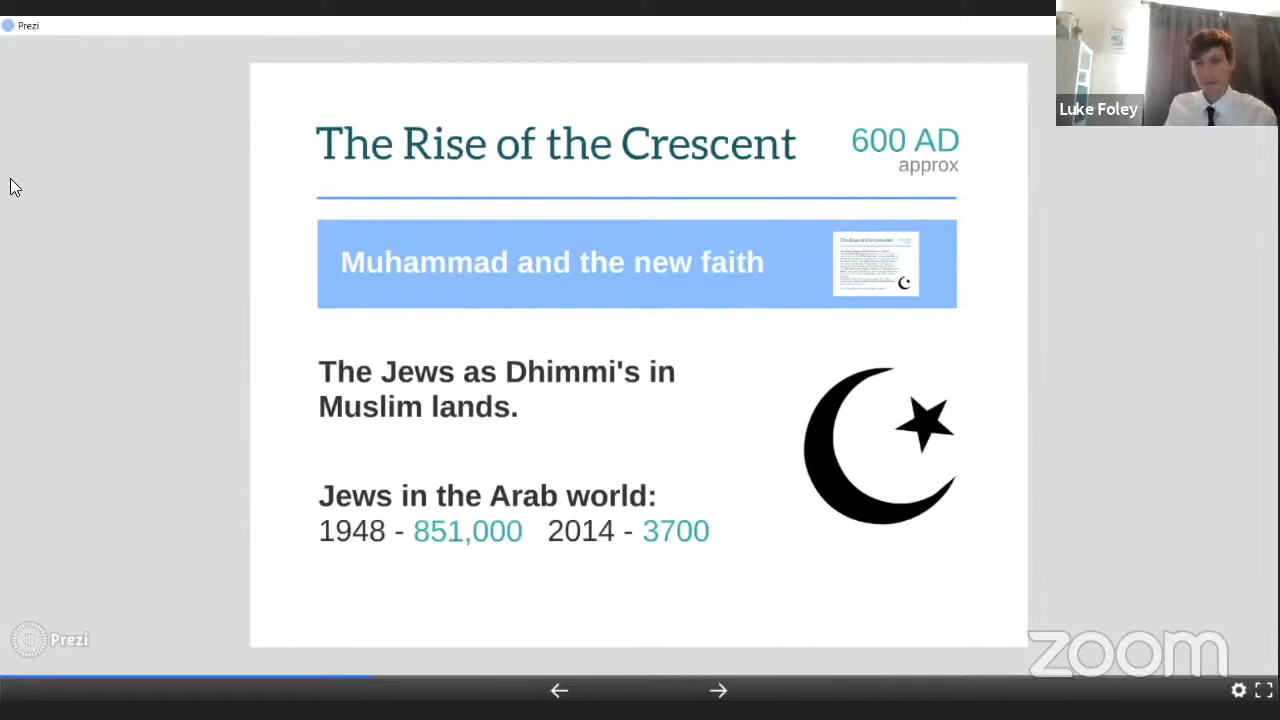 Prezi
Luke Foley
The Rise of the Crescent
600 AD
approx
Muhammad and the new faith
The Jews as Dhimmi's in
Muslim lands.
Jews in the Arab world:
1948 - 851,000 2014 - 3700
Prezi
zoom